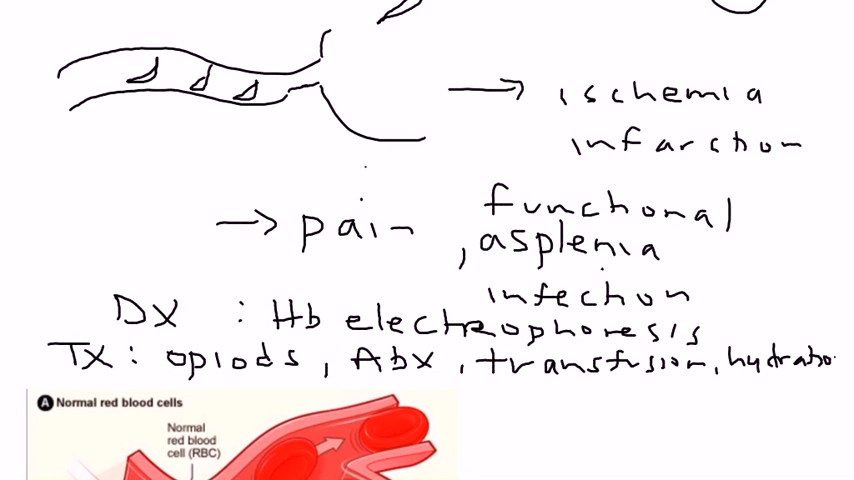 → ischemia
infarction
→ pain, functional
asplenia
infection
DX : Hb electrophoresis
TX : opiods, Abx, transfusion, hydratio
A Normal red blood cells
Normal
red blood
cell (RBC)